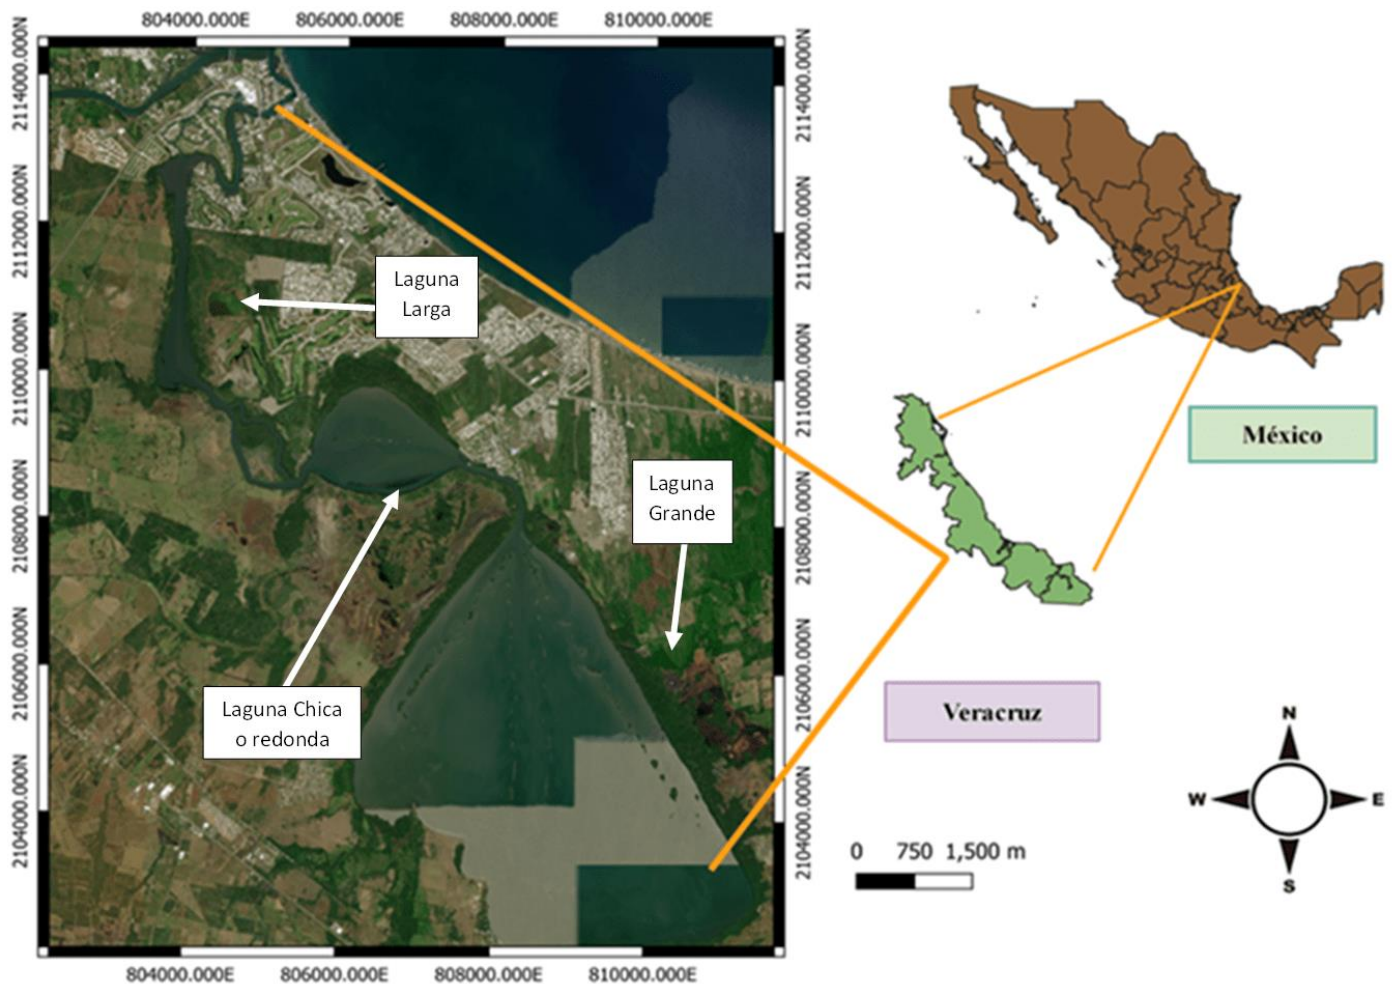 804000.000E 806000.000E 808000.000E 810000.000E
2114000.000N
2112000.000N
2110000.000N
2108000.000N
2106000.000N
2104000.000N
Laguna
Larga
Laguna
Grande
Laguna Chica
o redonda
2114000.000N
2112000.000N
2110000.000N
2108000.000N
2106000.000N
2104000.000N
804000.000E 806000.000E 808000.000E 810000.000E
México
Veracruz
N
W E
S
0 750 1,500 m